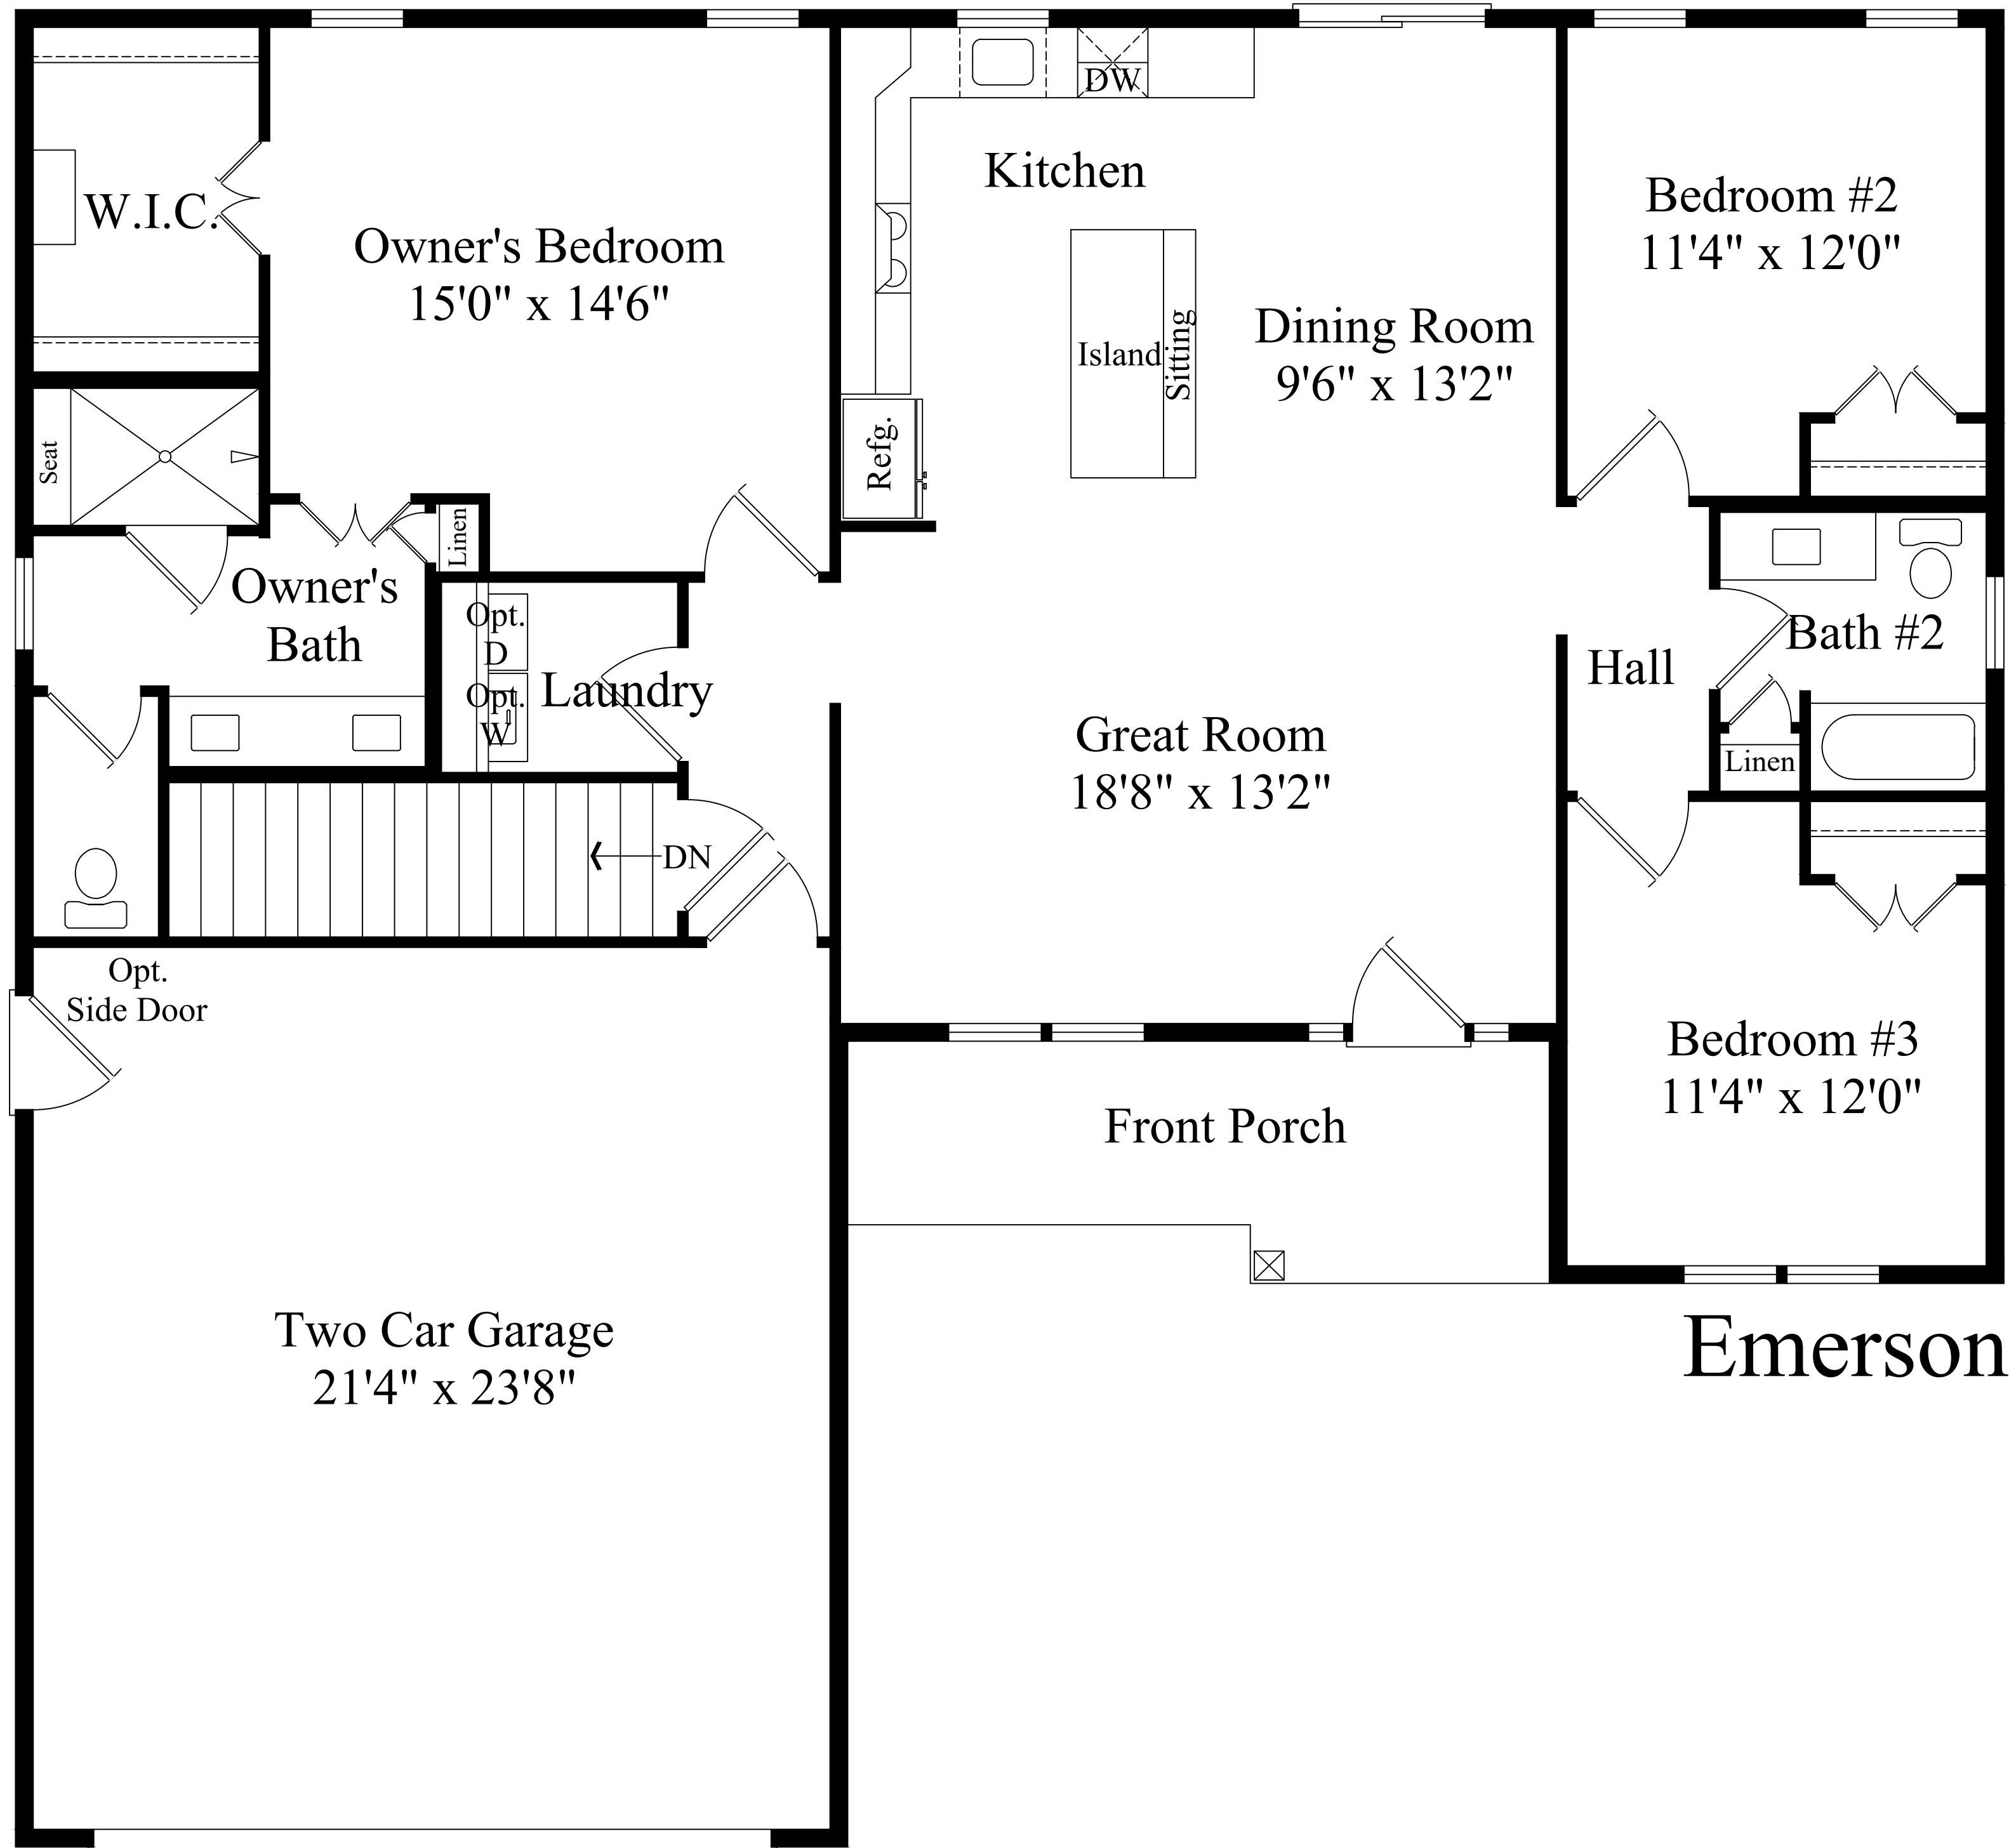 DW
Kitchen
W.I.C.
Owner's Bedroom
15'0" x 14'6"
Bedroom #2
11'4" x 12'0"
Island
Sitting
Dining Room
9'6" x 13'2"
Refg.
Seat
Linen
Owner's
Bath
Opt.
D
Opt.
W
Laundry
Great Room
18'8" x 13'2"
Hall
Bath #2
Linen
DN
Opt.
Side Door
Bedroom #3
11'4" x 12'0"
Front Porch
Two Car Garage
21'4" x 23'8"
Emerson